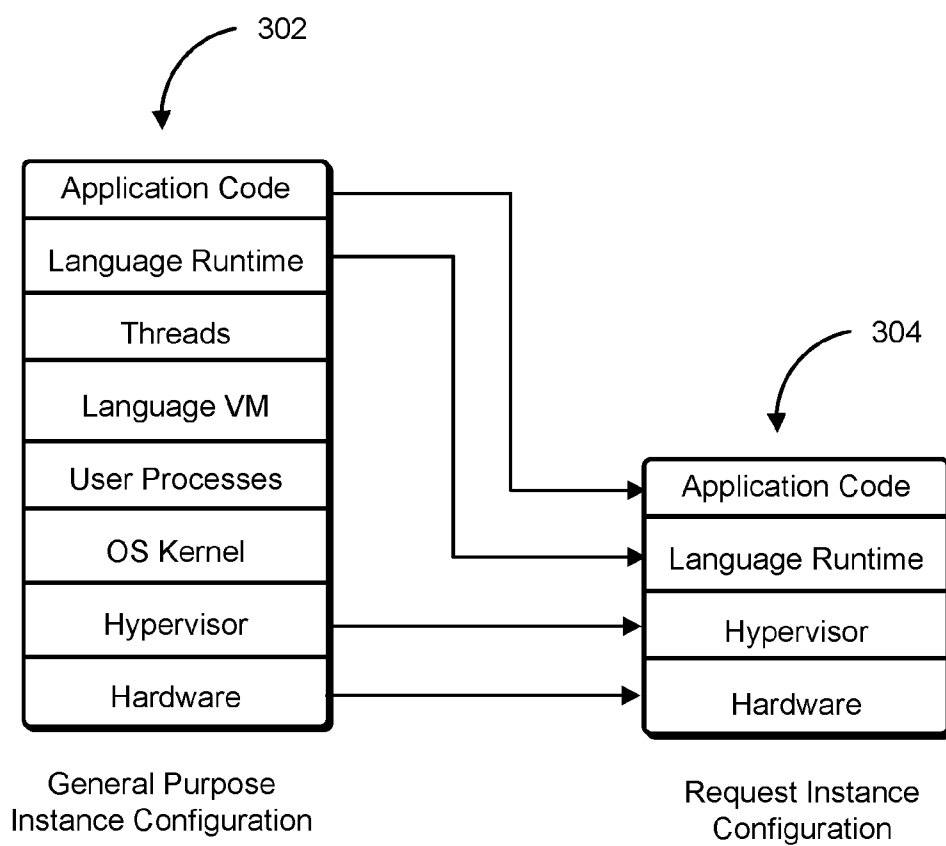 302
Application Code
Language Runtime
Threads
Language VM
User Processes
OS Kernel
Hypervisor
Hardware
General Purpose
Instance Configuration
304
Application Code
Language Runtime
Hypervisor
Hardware
Request Instance
Configuration